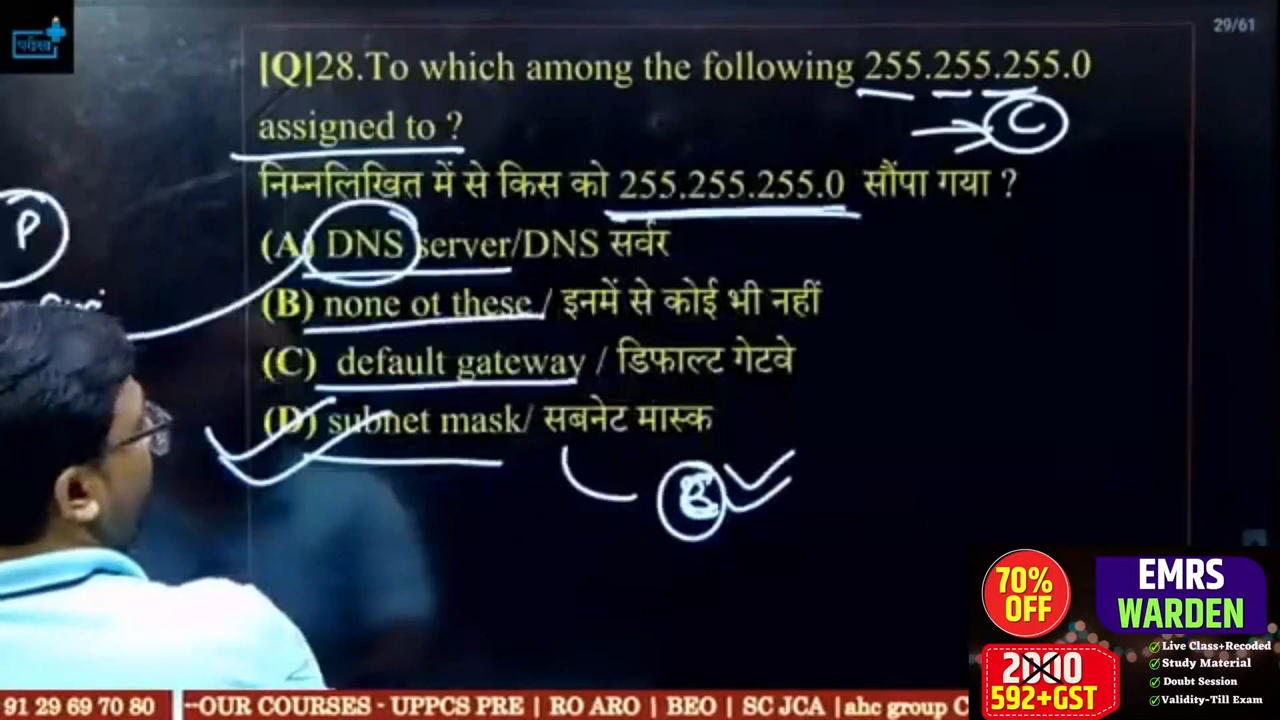 परीक्षा
29/61
[Q]28.To which among the following 255.255.255.0
C
assigned to ?
निम्नलिखित में से किस को 255.255.255.0 सौंपा गया ?
P
(A) DNS server/DNS सर्वर
(B) none ot these / इनमें से कोई भी नहीं
(C) default gateway / डिफाल्ट गेटवे
(D) subnet mask/ सबनेट मास्क
70% OFF
EMRS
WARDEN
2000
592+GST
Live Class+Recoded
Study Material
Doubt Session
Validity-Till Exam
91 29 69 70 80 --OUR COURSES - UPPCS PRE | RO ARO | BEO | SC JCA | ahc group C